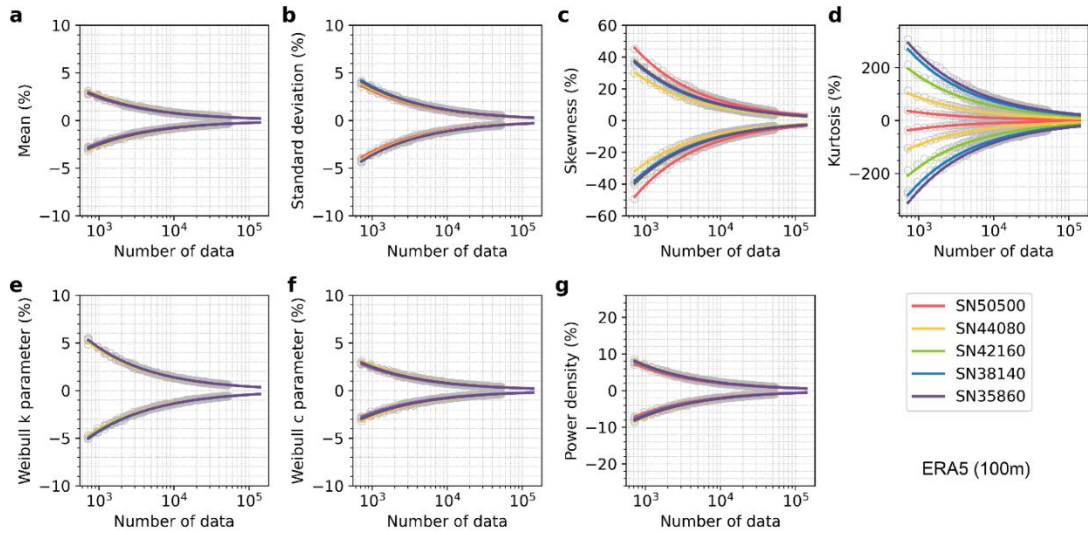 a
10
5
0
−5
−10
Mean (%)
10³ 10⁴ 10⁵
Number of data
b
10
5
0
−5
−10
Standard deviation (%)
10³ 10⁴ 10⁵
Number of data
c
60
40
20
0
−20
−40
−60
Skewness (%)
10³ 10⁴ 10⁵
Number of data
d
200
0
−200
Kurtosis (%)
10³ 10⁴ 10⁵
Number of data
e
10
5
0
−5
−10
Weibull k parameter (%)
10³ 10⁴ 10⁵
Number of data
f
10
5
0
−5
−10
Weibull c parameter (%)
10³ 10⁴ 10⁵
Number of data
g
20
10
0
−10
−20
Power density (%)
10³ 10⁴ 10⁵
Number of data
SN50500
SN44080
SN42160
SN38140
SN35860
ERA5 (100m)